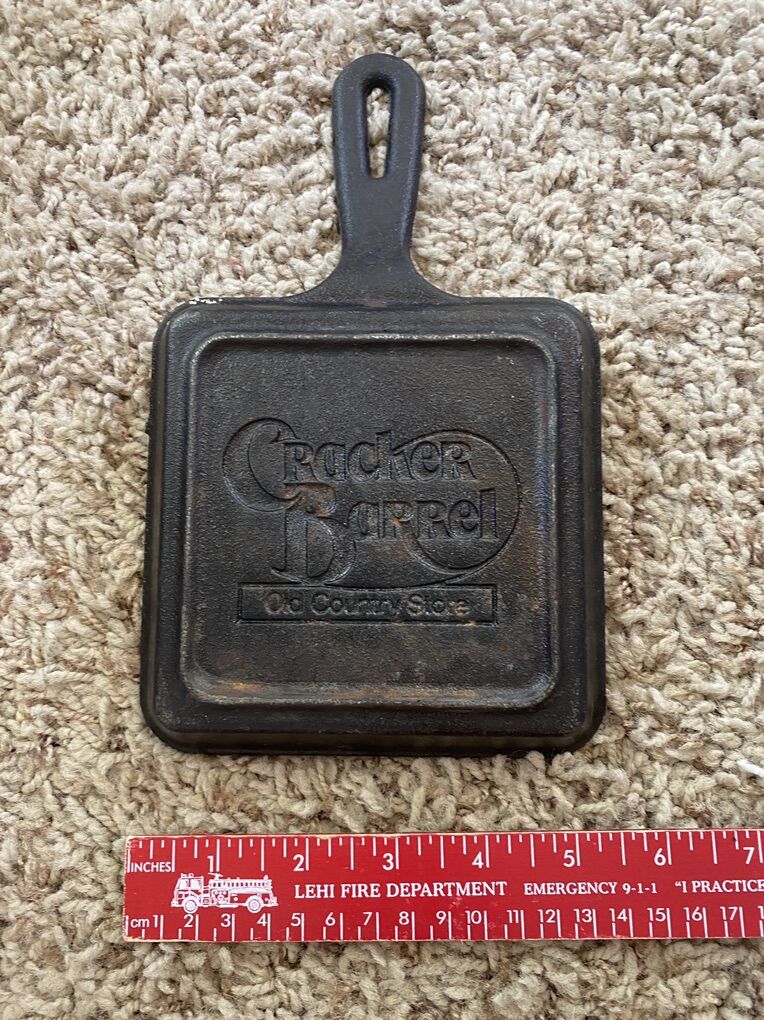 Cracker
Barrel
Old Country Store
INCHES 1 2 3 4 5 6 7
LEHI FIRE DEPARTMENT EMERGENCY 9-1-1 "I PRACTICE
cm 1 2 3 4 5 6 7 8 9 10 11 12 13 14 15 16 17